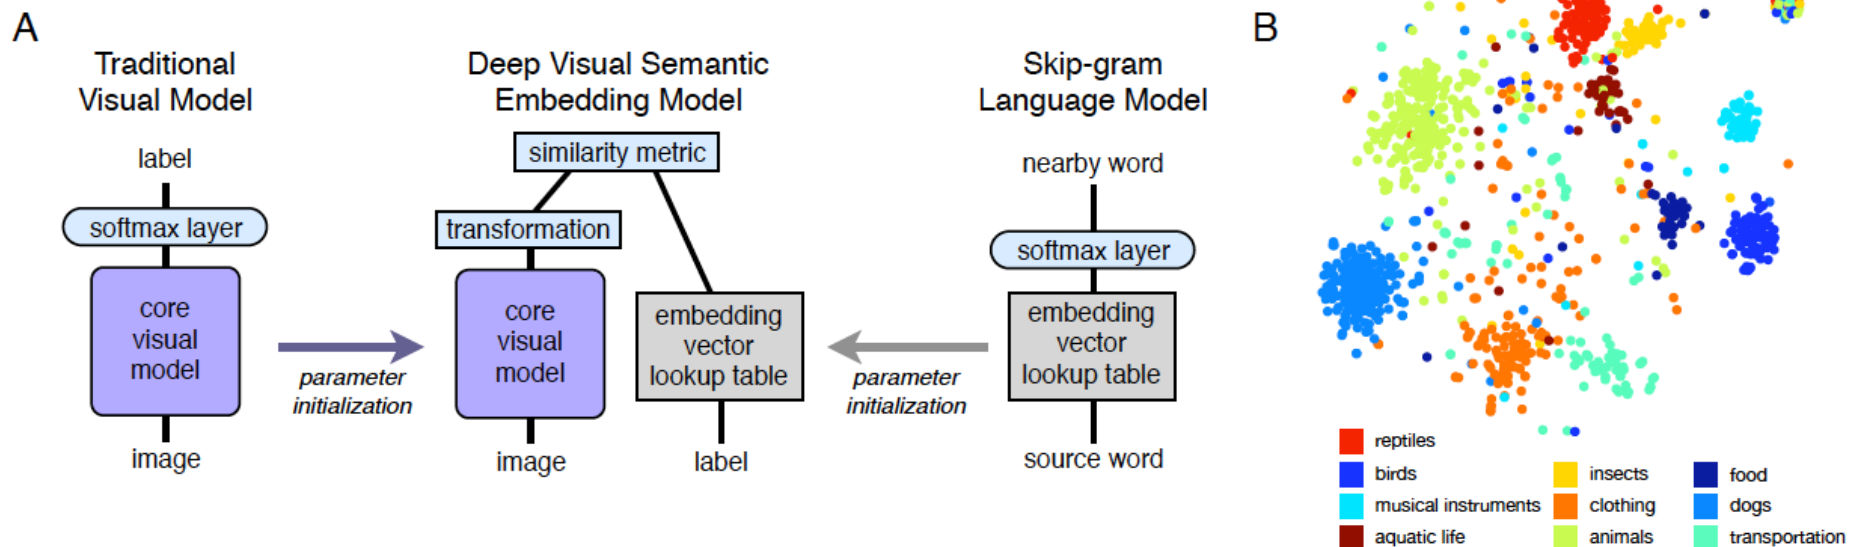 A
Traditional
Visual Model
label
softmax layer
core
visual
model
image
parameter
initialization
Deep Visual Semantic
Embedding Model
similarity metric
transformation
core
visual
model
image
embedding
vector
lookup table
label
parameter
initialization
Skip-gram
Language Model
nearby word
softmax layer
embedding
vector
lookup table
source word
B
reptiles
birds
musical instruments
aquatic life
insects
clothing
animals
food
dogs
transportation